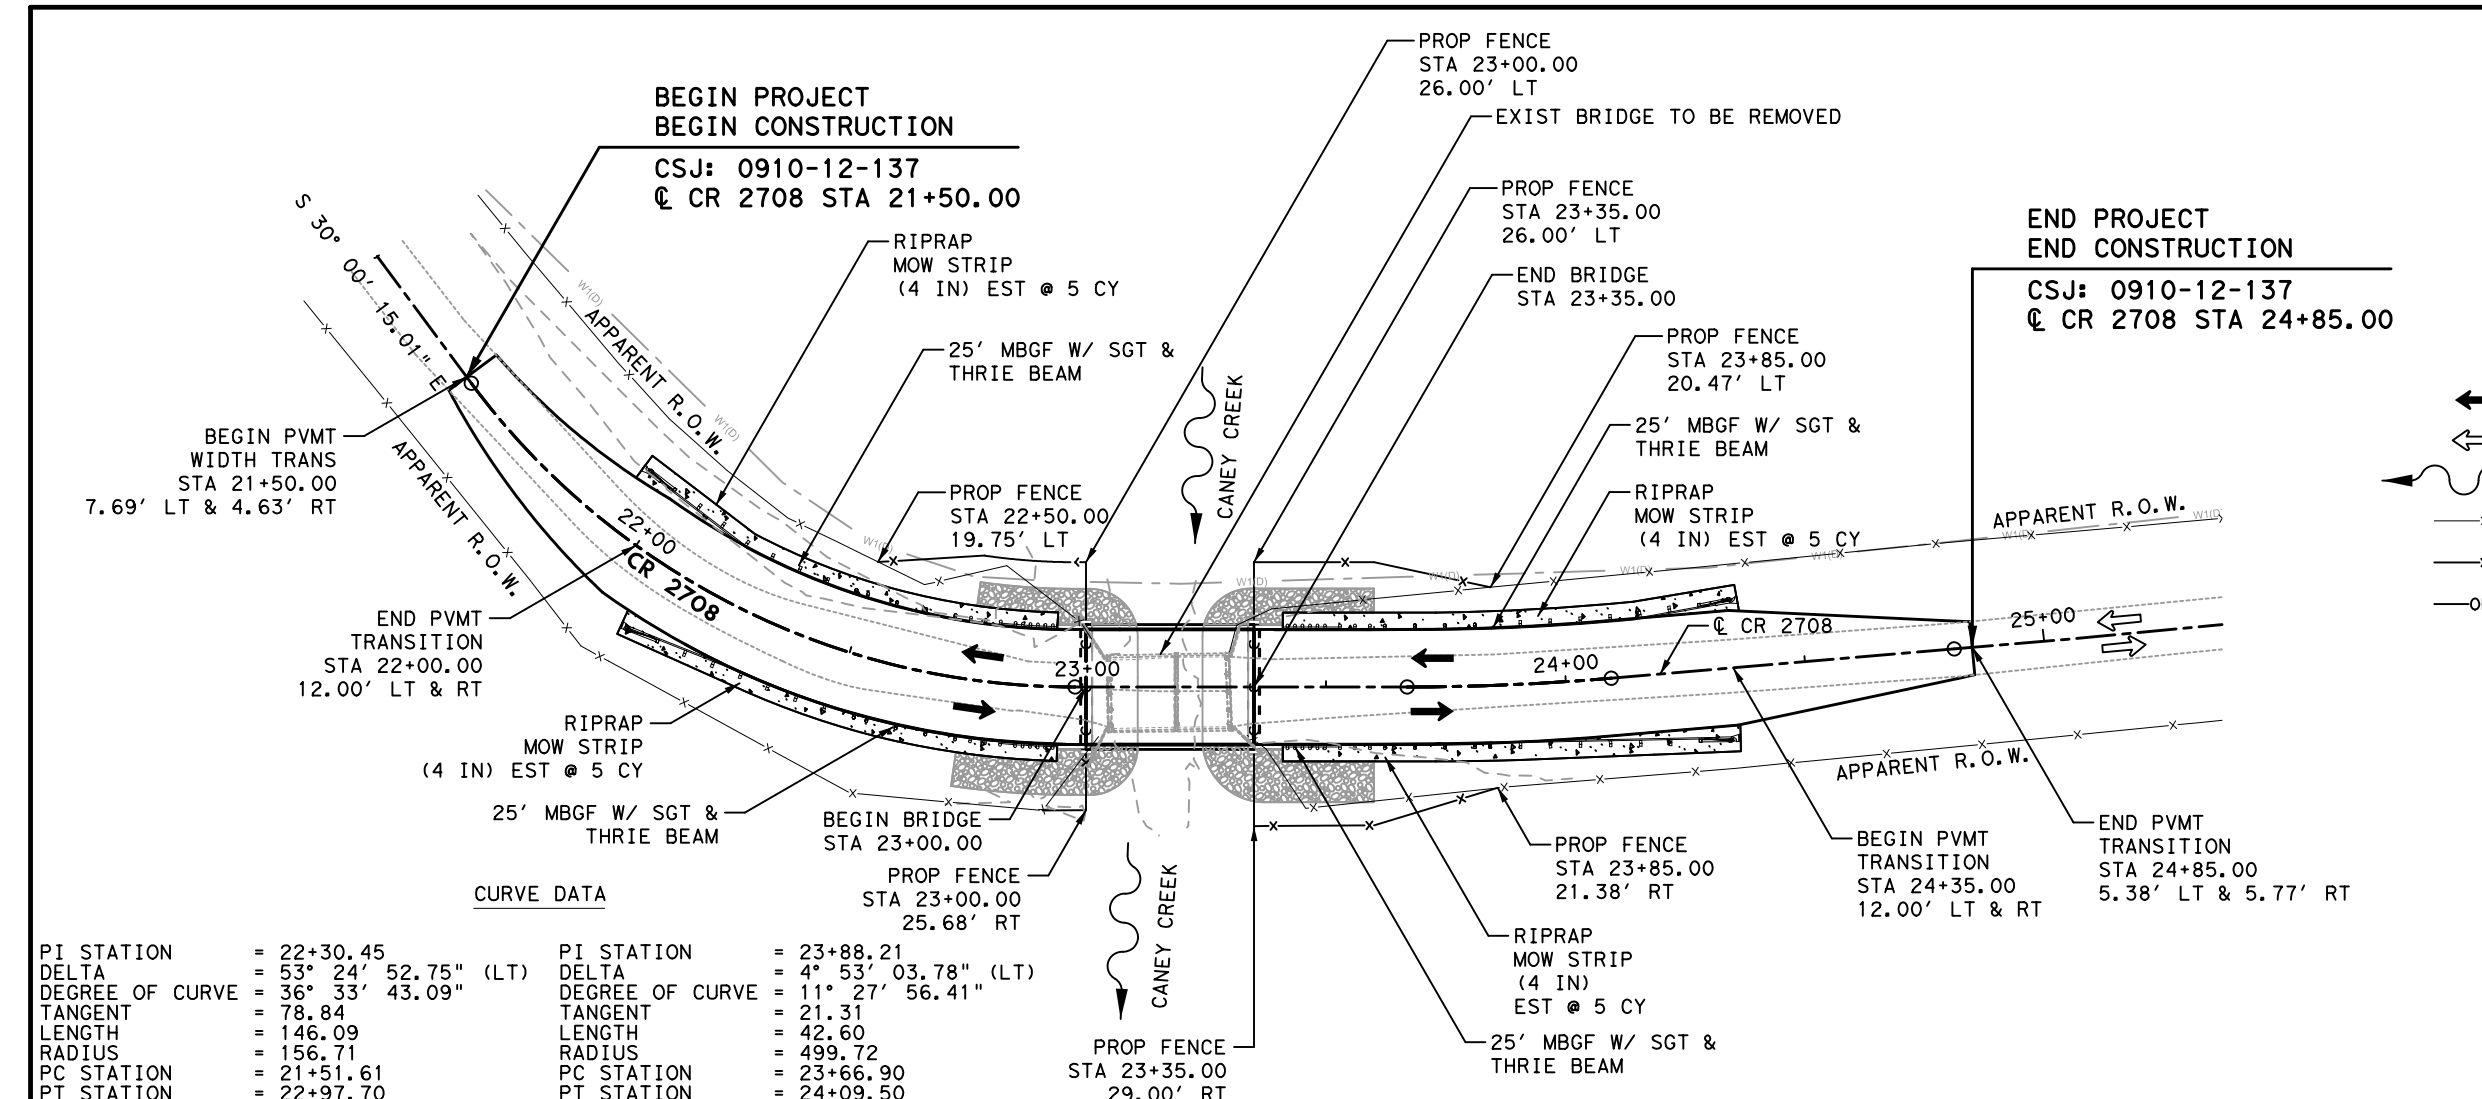 PROP FENCE
STA 23+00.00
26.00' LT
EXIST BRIDGE TO BE REMOVED
BEGIN PROJECT
BEGIN CONSTRUCTION
CSJ: 0910-12-137
℄ CR 2708 STA 21+50.00
PROP FENCE
STA 23+35.00
26.00' LT
END PROJECT
END CONSTRUCTION
CSJ: 0910-12-137
℄ CR 2708 STA 24+85.00
S 30° 00' 15.01" E
RIPRAP
MOW STRIP
(4 IN) EST @ 5 CY
END BRIDGE
STA 23+35.00
W1(D)
APPARENT R.O.W.
W1(D)
25' MBGF W/ SGT &
THRIE BEAM
PROP FENCE
STA 23+85.00
20.47' LT
CANEY CREEK
BEGIN PVMT
WIDTH TRANS
STA 21+50.00
7.69' LT & 4.63' RT
APPARENT R.O.W.
25' MBGF W/ SGT &
THRIE BEAM
PROP FENCE
STA 22+50.00
19.75' LT
RIPRAP
MOW STRIP
(4 IN) EST @ 5 CY
APPARENT R.O.W.
W1(D)
W1(D)
W1(D)
W1(D)
W1(D)
W1(D)
W1(D)
22+00
CR 2708
END PVMT
TRANSITION
STA 22+00.00
12.00' LT & RT
23+00
24+00
℄ CR 2708
25+00
RIPRAP
MOW STRIP
(4 IN) EST @ 5 CY
25' MBGF W/ SGT &
THRIE BEAM
BEGIN BRIDGE
STA 23+00.00
PROP FENCE
STA 23+00.00
25.68' RT
CANEY CREEK
APPARENT R.O.W.
PROP FENCE
STA 23+85.00
21.38' RT
BEGIN PVMT
TRANSITION
STA 24+35.00
12.00' LT & RT
END PVMT
TRANSITION
STA 24+85.00
5.38' LT & 5.77' RT
RIPRAP
MOW STRIP
(4 IN)
EST @ 5 CY
25' MBGF W/ SGT &
THRIE BEAM
PROP FENCE
STA 23+35.00
29.00' RT
CURVE DATA
PI STATION = 22+30.45
DELTA = 53° 24' 52.75" (LT)
DEGREE OF CURVE = 36° 33' 43.09"
TANGENT = 78.84
LENGTH = 146.09
RADIUS = 156.71
PC STATION = 21+51.61
PT STATION = 22+97.70
PI STATION = 23+88.21
DELTA = 4° 53' 03.78" (LT)
DEGREE OF CURVE = 11° 27' 56.41"
TANGENT = 21.31
LENGTH = 42.60
RADIUS = 499.72
PC STATION = 23+66.90
PT STATION = 24+09.50